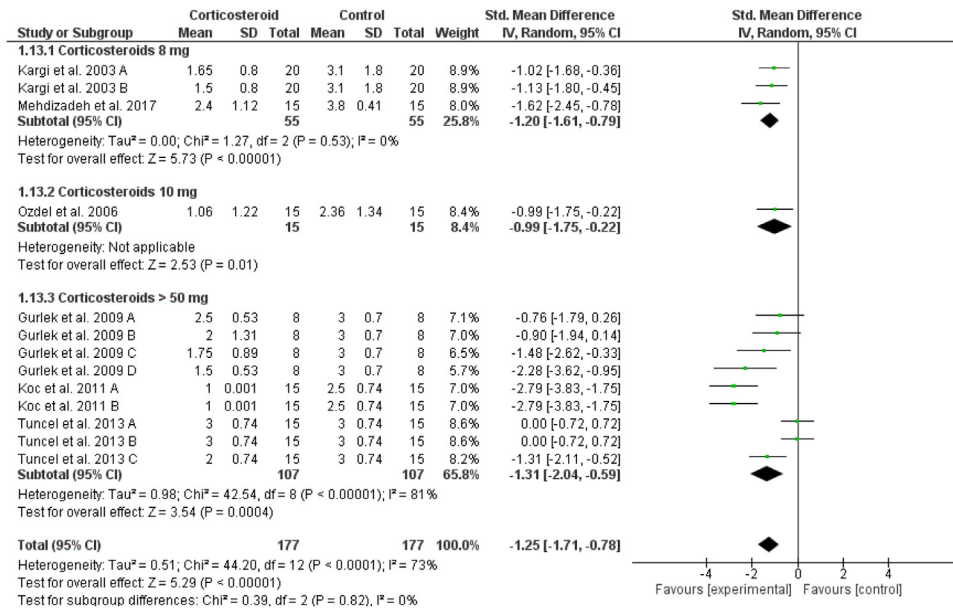 Corticosteroid Control Std. Mean Difference Std. Mean Difference
Study or Subgroup Mean SD Total Mean SD Total Weight IV, Random, 95% CI IV, Random, 95% CI
1.13.1 Corticosteroids 8 mg
Kargi et al. 2003 A 1.65 0.8 20 3.1 1.8 20 8.9% -1.02 [-1.68, -0.36]
Kargi et al. 2003 B 1.5 0.8 20 3.1 1.8 20 8.9% -1.13 [-1.80, -0.45]
Mehdizadeh et al. 2017 2.4 1.12 15 3.8 0.41 15 8.0% -1.62 [-2.45, -0.78]
Subtotal (95% CI) 55 55 25.8% -1.20 [-1.61, -0.79]
Heterogeneity: Tau² = 0.00; Chi² = 1.27, df = 2 (P = 0.53); I² = 0%
Test for overall effect: Z = 5.73 (P < 0.00001)
1.13.2 Corticosteroids 10 mg
Ozdel et al. 2006 1.06 1.22 15 2.36 1.34 15 8.4% -0.99 [-1.75, -0.22]
Subtotal (95% CI) 15 15 8.4% -0.99 [-1.75, -0.22]
Heterogeneity: Not applicable
Test for overall effect: Z = 2.53 (P = 0.01)
1.13.3 Corticosteroids > 50 mg
Gurlek et al. 2009 A 2.5 0.53 8 3 0.7 8 7.1% -0.76 [-1.79, 0.26]
Gurlek et al. 2009 B 2 1.31 8 3 0.7 8 7.1% -0.90 [-1.94, 0.14]
Gurlek et al. 2009 C 1.75 0.89 8 3 0.7 8 6.5% -1.48 [-2.62, -0.33]
Gurlek et al. 2009 D 1.5 0.53 8 3 0.7 8 5.7% -2.28 [-3.62, -0.95]
Koc et al. 2011 A 1 0.001 15 2.5 0.74 15 7.0% -2.79 [-3.83, -1.75]
Koc et al. 2011 B 1 0.001 15 2.5 0.74 15 7.0% -2.79 [-3.83, -1.75]
Tuncel et al. 2013 A 3 0.74 15 3 0.74 15 8.6% 0.00 [-0.72, 0.72]
Tuncel et al. 2013 B 3 0.74 15 3 0.74 15 8.6% 0.00 [-0.72, 0.72]
Tuncel et al. 2013 C 2 0.74 15 3 0.74 15 8.2% -1.31 [-2.11, -0.52]
Subtotal (95% CI) 107 107 65.8% -1.31 [-2.04, -0.59]
Heterogeneity: Tau² = 0.98; Chi² = 42.54, df = 8 (P < 0.00001); I² = 81%
Test for overall effect: Z = 3.54 (P = 0.0004)
Total (95% CI) 177 177 100.0% -1.25 [-1.71, -0.78]
Heterogeneity: Tau² = 0.51; Chi² = 44.20, df = 12 (P < 0.0001); I² = 73%
Test for overall effect: Z = 5.29 (P < 0.00001)
Test for subgroup differences: Chi² = 0.39, df = 2 (P = 0.82), I² = 0%
-4 -2 0 2 4
Favours [experimental] Favours [control]